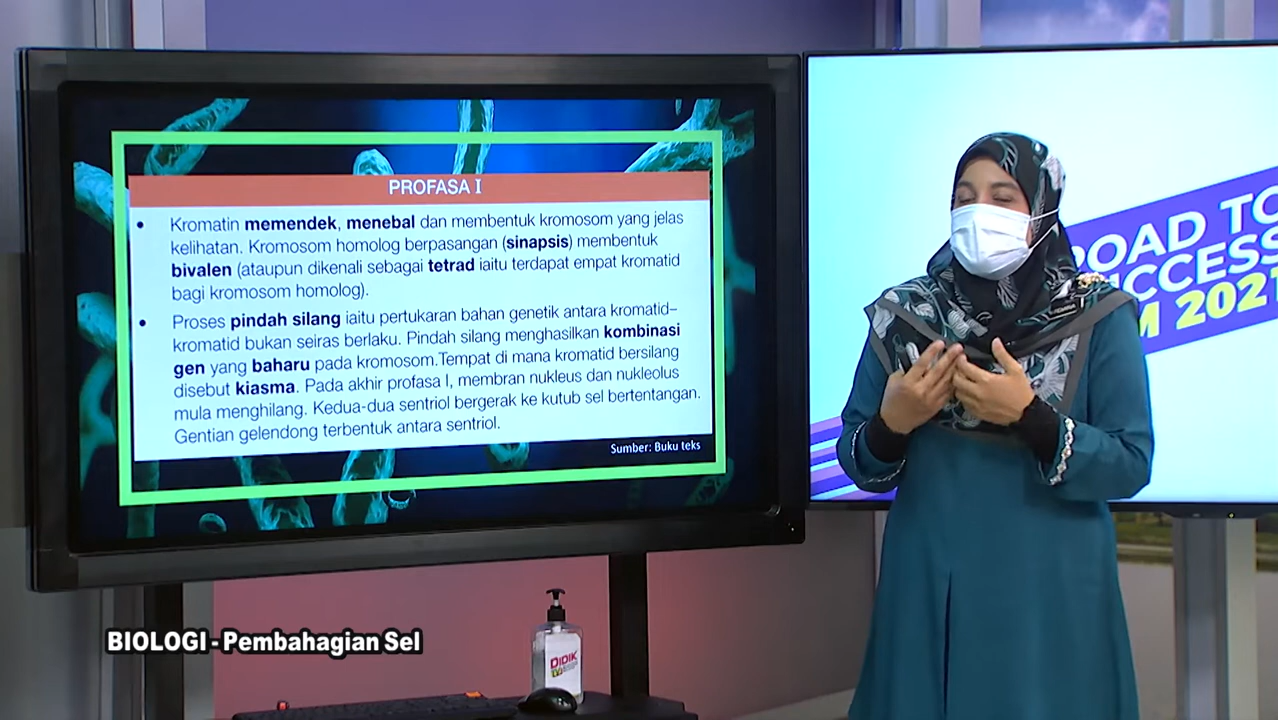 PROFASA I
• Kromatin memendek, menebal dan membentuk kromosom yang jelas
kelihatan. Kromosom homolog berpasangan (sinapsis) membentuk
bivalen (ataupun dikenali sebagai tetrad iaitu terdapat empat kromatid
bagi kromosom homolog).
• Proses pindah silang iaitu pertukaran bahan genetik antara kromatid–
kromatid bukan seiras berlaku. Pindah silang menghasilkan kombinasi
gen yang baharu pada kromosom.Tempat di mana kromatid bersilang
disebut kiasma. Pada akhir profasa I, membran nukleus dan nukleolus
mula menghilang. Kedua-dua sentriol bergerak ke kutub sel bertentangan.
Gentian gelendong terbentuk antara sentriol.
Sumber: Buku teks
ROAD TO
CCESS
M 2021
DIDIK
BIOLOGI - Pembahagian Sel